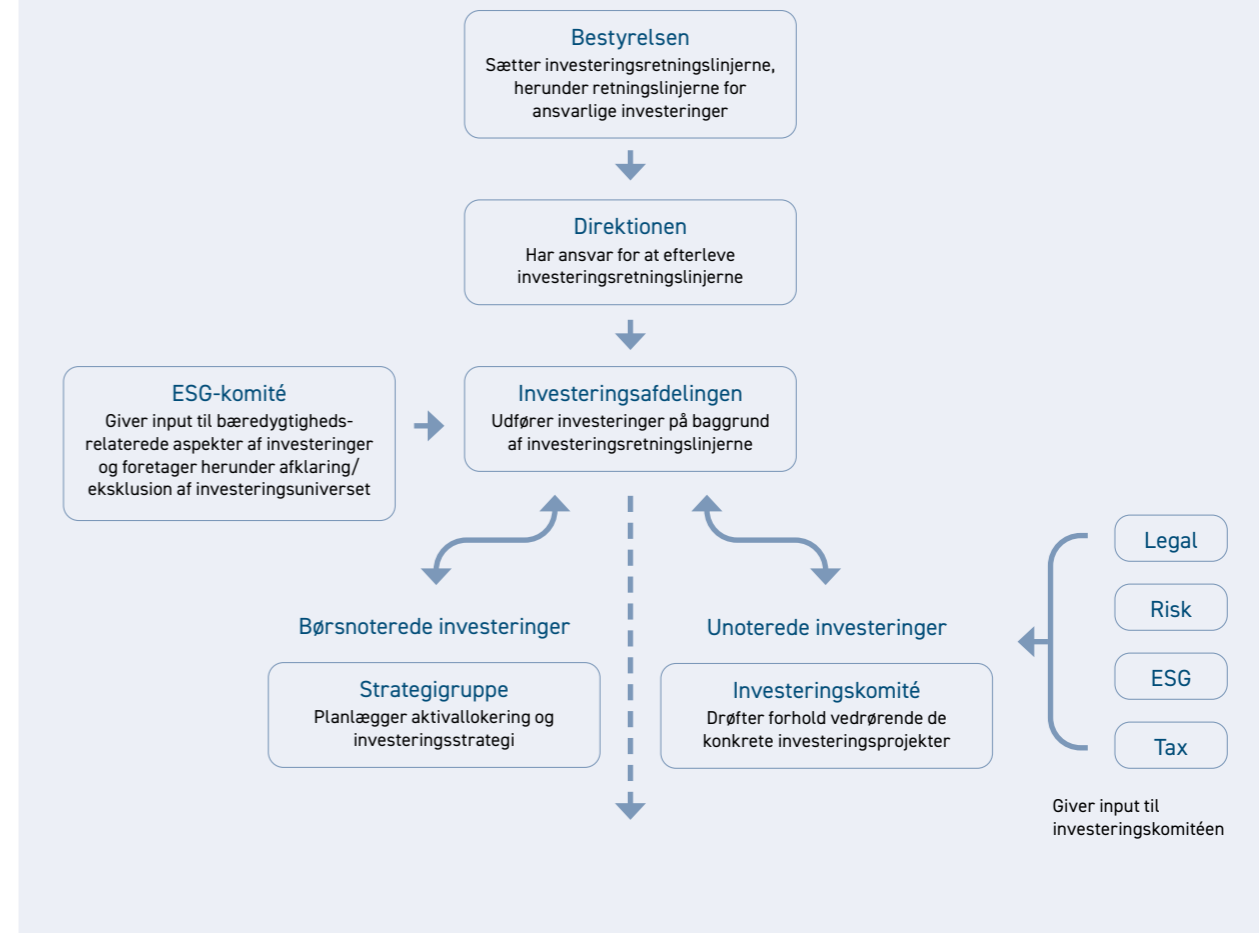 Bestyrelsen
Sætter investeringsretningslinjerne,
herunder retningslinjerne for
ansvarlige investeringer
Direktionen
Har ansvar for at efterleve
investeringsretningslinjerne
ESG-komité
Giver input til bæredygtigheds-
relaterede aspekter af investeringer
og foretager herunder afklaring/
eksklusion af investeringsuniverset
Investeringsafdelingen
Udfører investeringer på baggrund
af investeringsretningslinjerne
Børsnoterede investeringer
Strategigruppe
Planlægger aktivallokering og
investeringsstrategi
Unoterede investeringer
Investeringskomité
Drøfter forhold vedrørende de
konkrete investeringsprojekter
Legal
Risk
ESG
Tax
Giver input til
investeringskomitéen